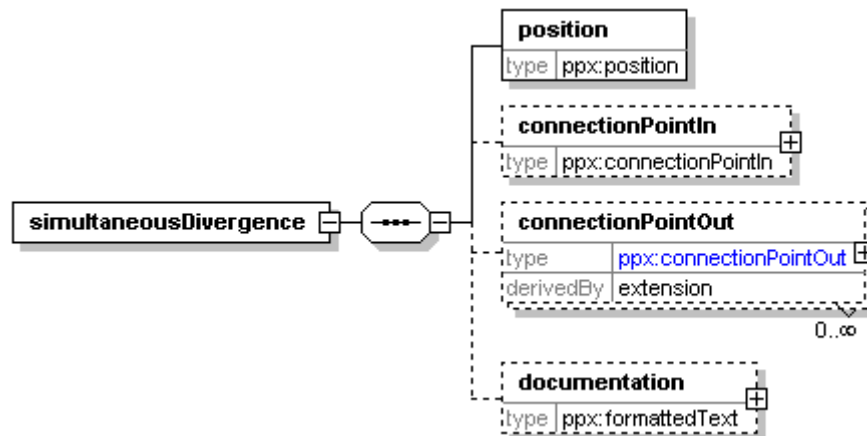 position
type ppx:position
connectionPointIn
type ppx:connectionPointIn
simultaneousDivergence
connectionPointOut
type ppx:connectionPointOut
derivedBy extension
0..∞
documentation
type ppx:formattedText